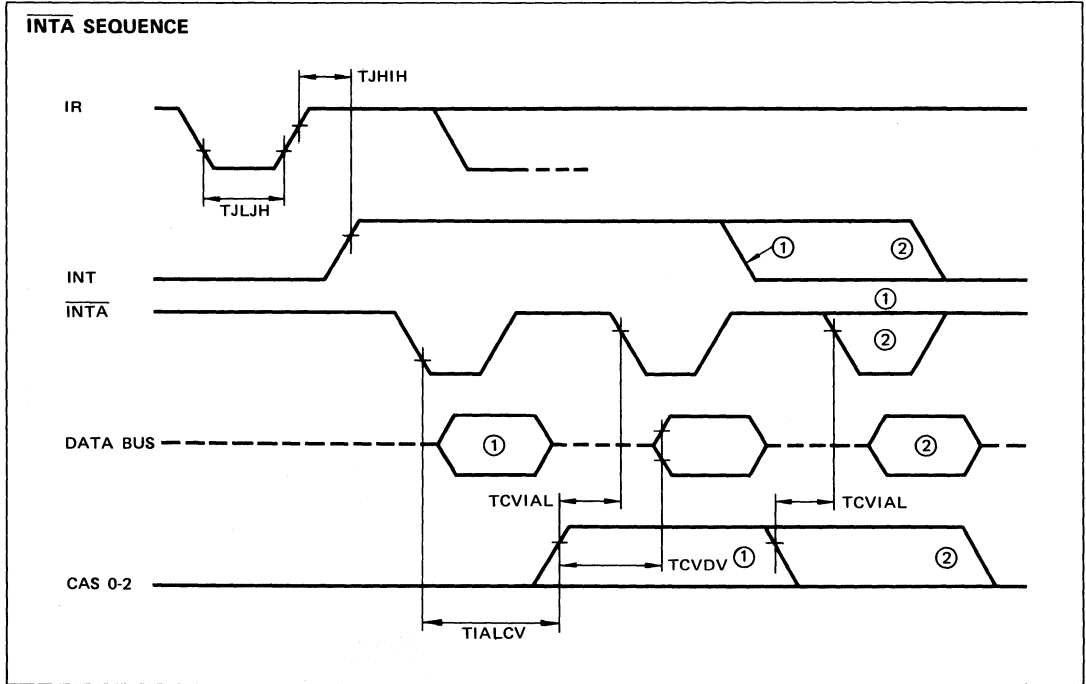 INTA SEQUENCE
TJHIH
IR
TJLJH
INT
①
②
INTA
①
②
DATA BUS
①
②
TCVIAL
TCVIAL
TCVDV
①
②
CAS 0-2
TIALCV